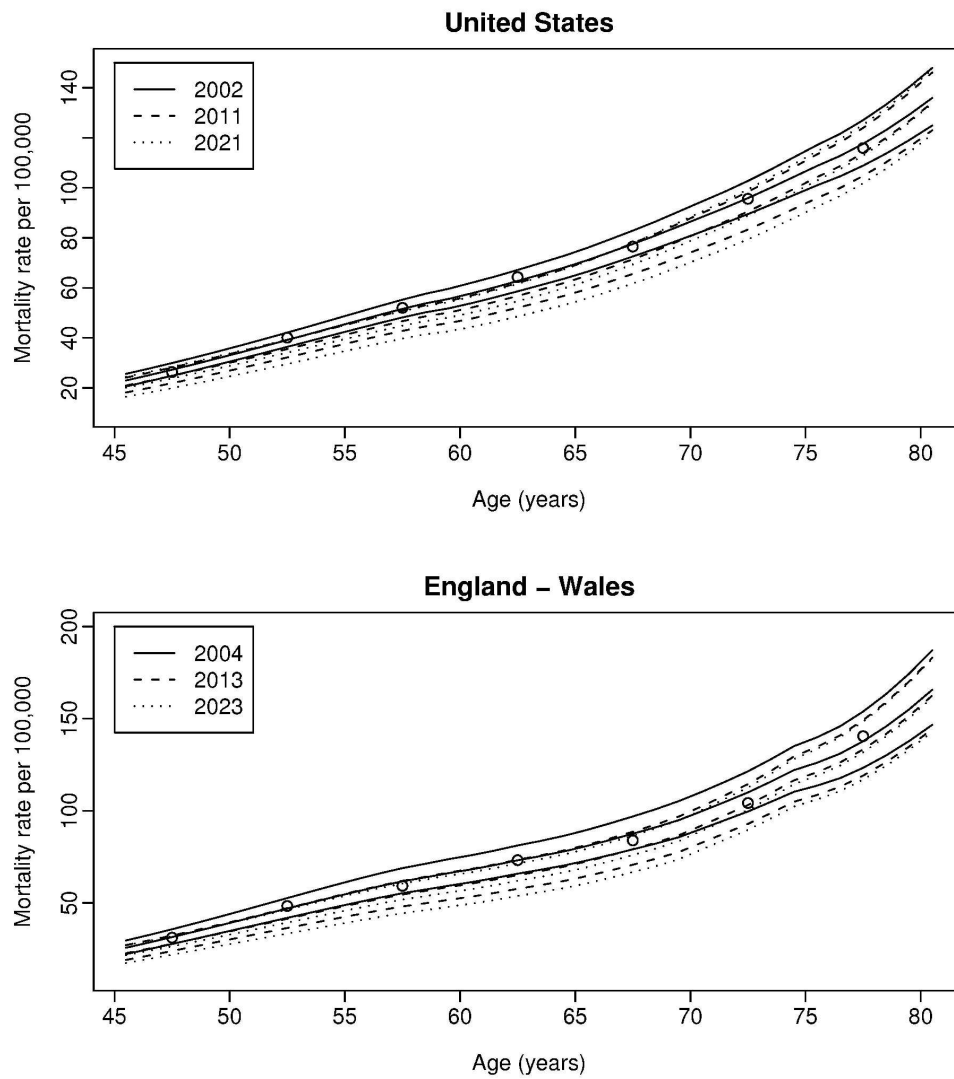 United States
Mortality rate per 100,000
140
100
80
60
40
20
2002
2011
2021
45 50 55 60 65 70 75 80
Age (years)
England – Wales
Mortality rate per 100,000
200
150
100
50
2004
2013
2023
45 50 55 60 65 70 75 80
Age (years)